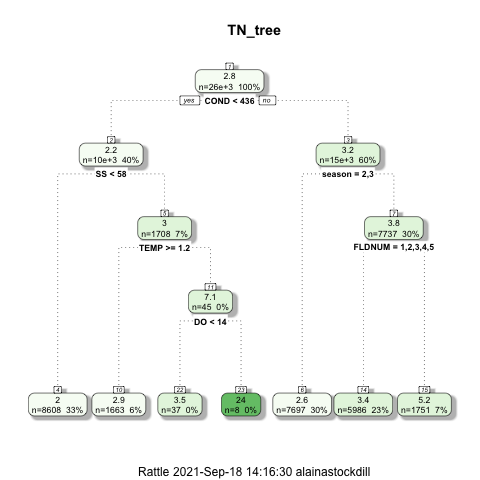 TN_tree
1
2.8
n=26e+3 100%
yes COND < 436 no
2
2.2
n=10e+3 40%
SS < 58
3
3.2
n=15e+3 60%
season = 2,3
5
3
n=1708 7%
TEMP >= 1.2
7
3.8
n=7737 30%
FLDNUM = 1,2,3,4,5
11
7.1
n=45 0%
DO < 14
4
2
n=8608 33%
10
2.9
n=1663 6%
22
3.5
n=37 0%
23
24
n=8 0%
6
2.6
n=7697 30%
14
3.4
n=5986 23%
15
5.2
n=1751 7%
Rattle 2021-Sep-18 14:16:30 alainastockdill